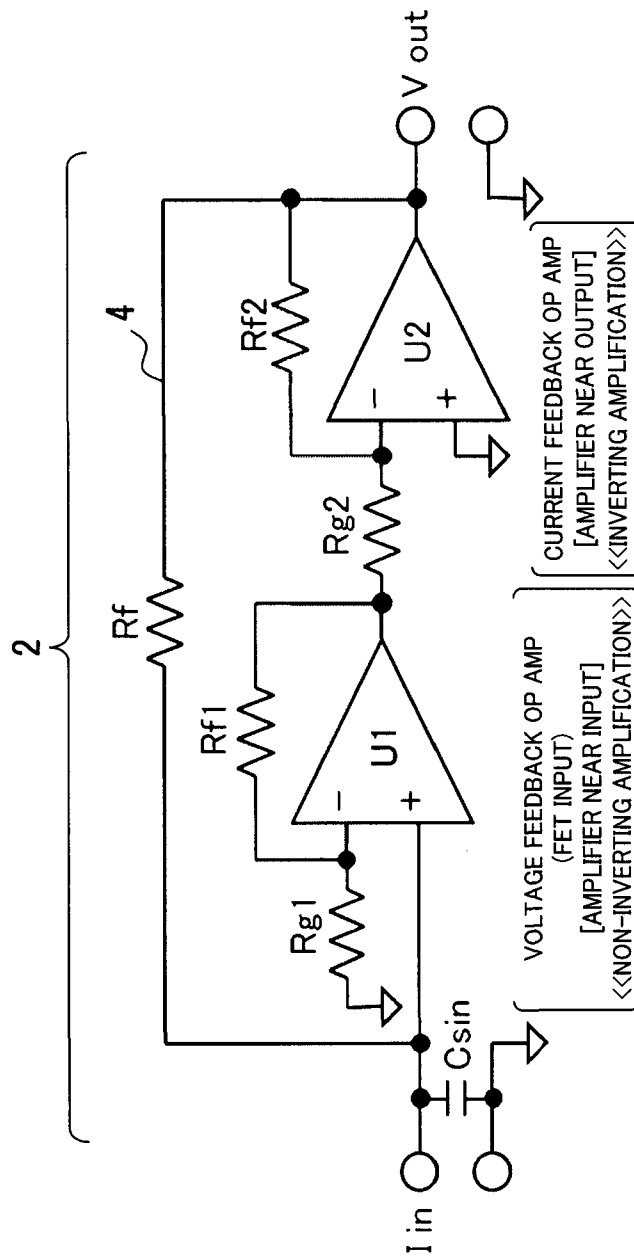 2
4
Rf
Rf1
Rf2
Rg1
Rg2
U1
-
+
U2
-
+
I in
Csin
V out
VOLTAGE FEEDBACK OP AMP
(FET INPUT)
[AMPLIFIER NEAR INPUT]
<<NON-INVERTING AMPLIFICATION>>
CURRENT FEEDBACK OP AMP
[AMPLIFIER NEAR OUTPUT]
<<INVERTING AMPLIFICATION>>